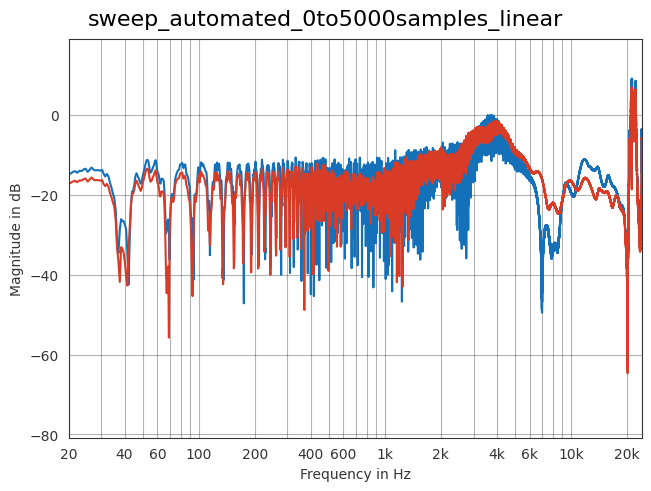 sweep_automated_0to5000samples_linear
0
−20
−40
−60
−80
Magnitude in dB
20 40 60 100 200 400 600 1k 2k 4k 6k 10k 20k
Frequency in Hz